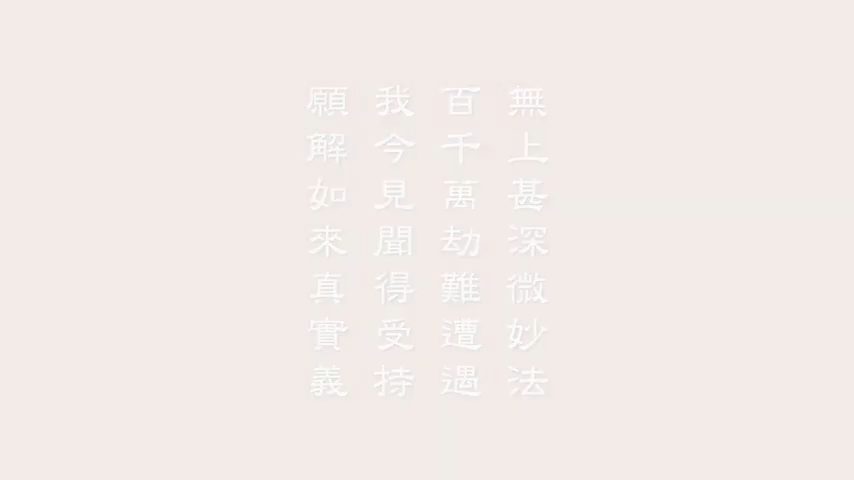 無上甚深微妙法
百千萬劫難遭遇
我今見聞得受持
願解如來真實義